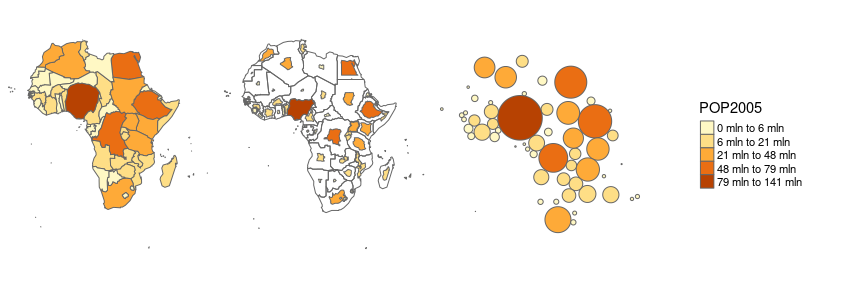 POP2005
0 mln to 6 mln
6 mln to 21 mln
21 mln to 48 mln
48 mln to 79 mln
79 mln to 141 mln